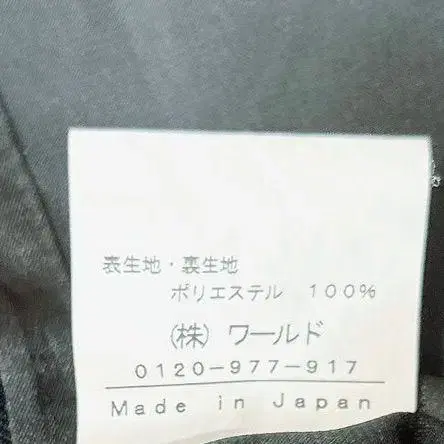 表生地・裏生地
ポリエステル 100%
(株) ワールド
0120-977-917
Made in Japan